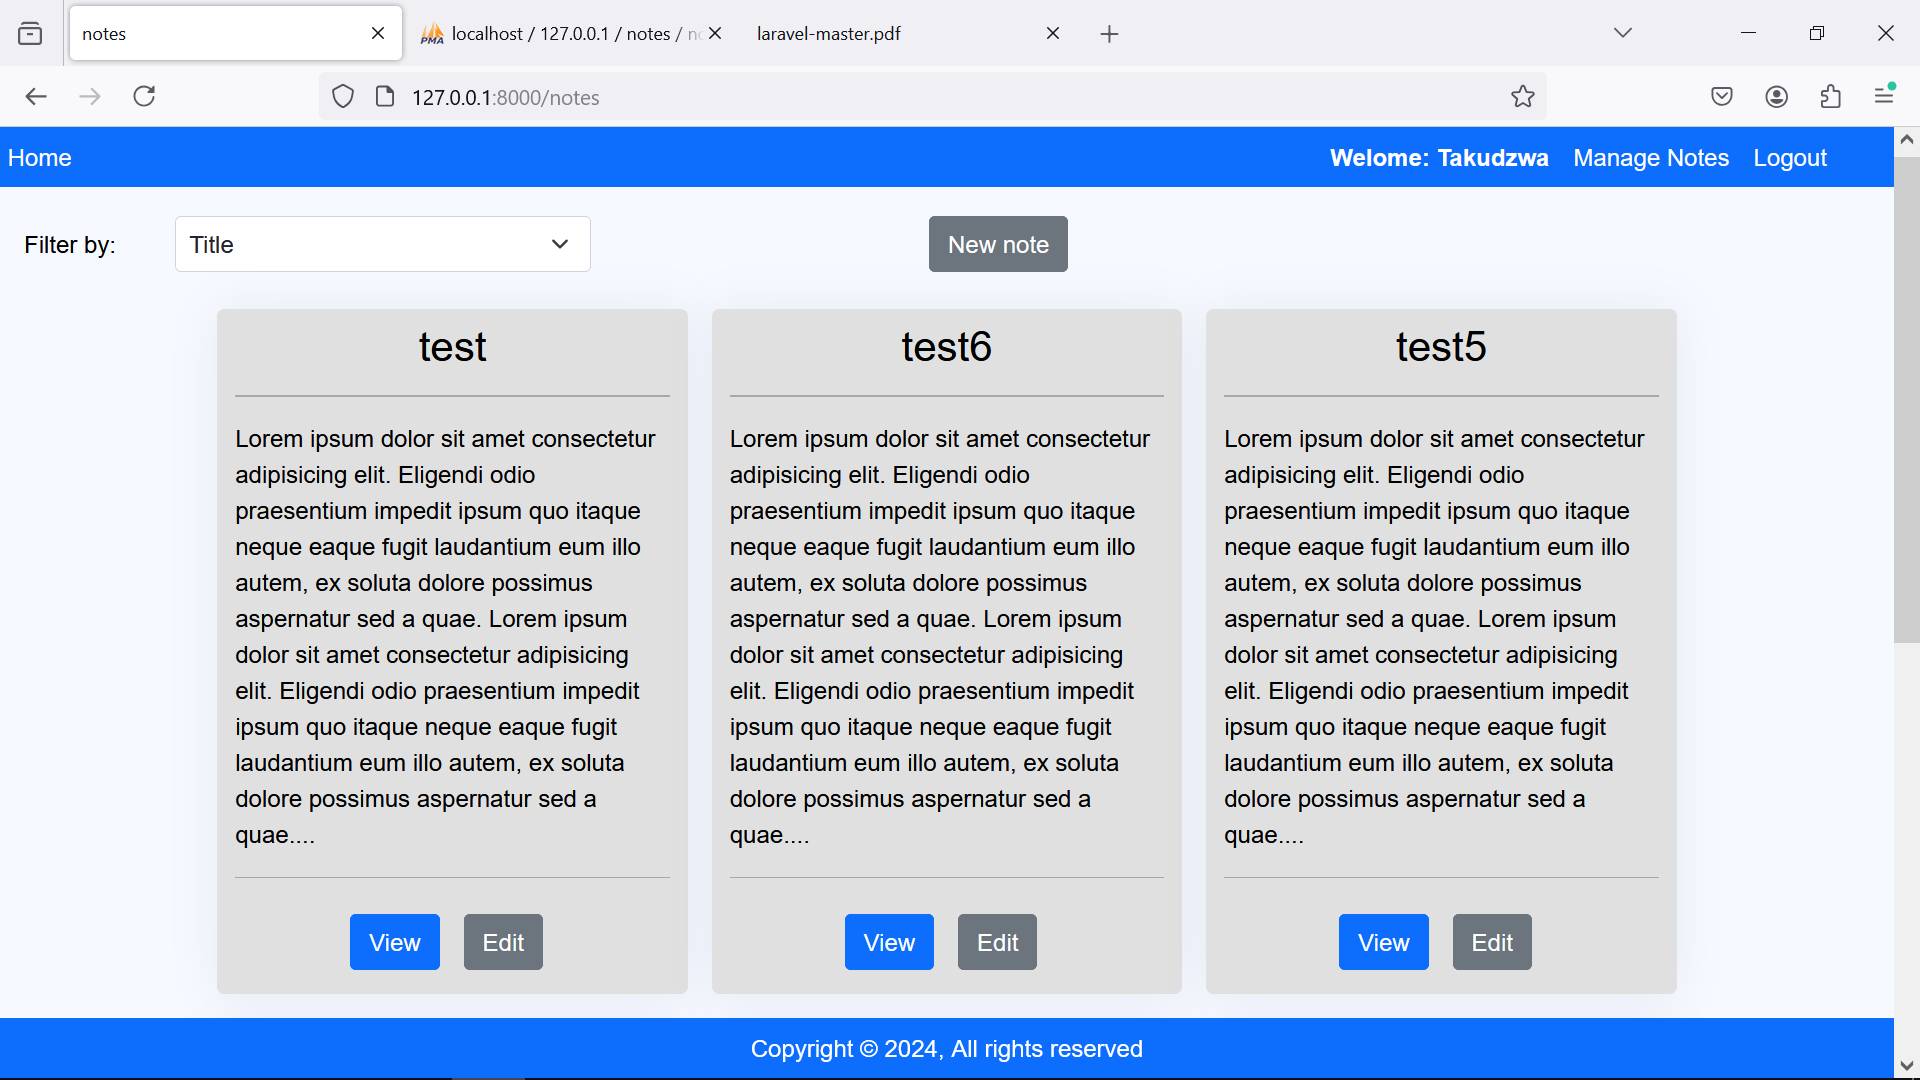 notes
localhost / 127.0.0.1 / notes /
laravel-master.pdf
127.0.0.1:8000/notes
Home
Welome: Takudzwa
Manage Notes
Logout
Filter by:
Title
New note
test
Lorem ipsum dolor sit amet consectetur
adipisicing elit. Eligendi odio
praesentium impedit ipsum quo itaque
neque eaque fugit laudantium eum illo
autem, ex soluta dolore possimus
aspernatur sed a quae. Lorem ipsum
dolor sit amet consectetur adipisicing
elit. Eligendi odio praesentium impedit
ipsum quo itaque neque eaque fugit
laudantium eum illo autem, ex soluta
dolore possimus aspernatur sed a
quae....
View
Edit
test6
Lorem ipsum dolor sit amet consectetur
adipisicing elit. Eligendi odio
praesentium impedit ipsum quo itaque
neque eaque fugit laudantium eum illo
autem, ex soluta dolore possimus
aspernatur sed a quae. Lorem ipsum
dolor sit amet consectetur adipisicing
elit. Eligendi odio praesentium impedit
ipsum quo itaque neque eaque fugit
laudantium eum illo autem, ex soluta
dolore possimus aspernatur sed a
quae....
View
Edit
test5
Lorem ipsum dolor sit amet consectetur
adipisicing elit. Eligendi odio
praesentium impedit ipsum quo itaque
neque eaque fugit laudantium eum illo
autem, ex soluta dolore possimus
aspernatur sed a quae. Lorem ipsum
dolor sit amet consectetur adipisicing
elit. Eligendi odio praesentium impedit
ipsum quo itaque neque eaque fugit
laudantium eum illo autem, ex soluta
dolore possimus aspernatur sed a
quae....
View
Edit
Copyright © 2024, All rights reserved